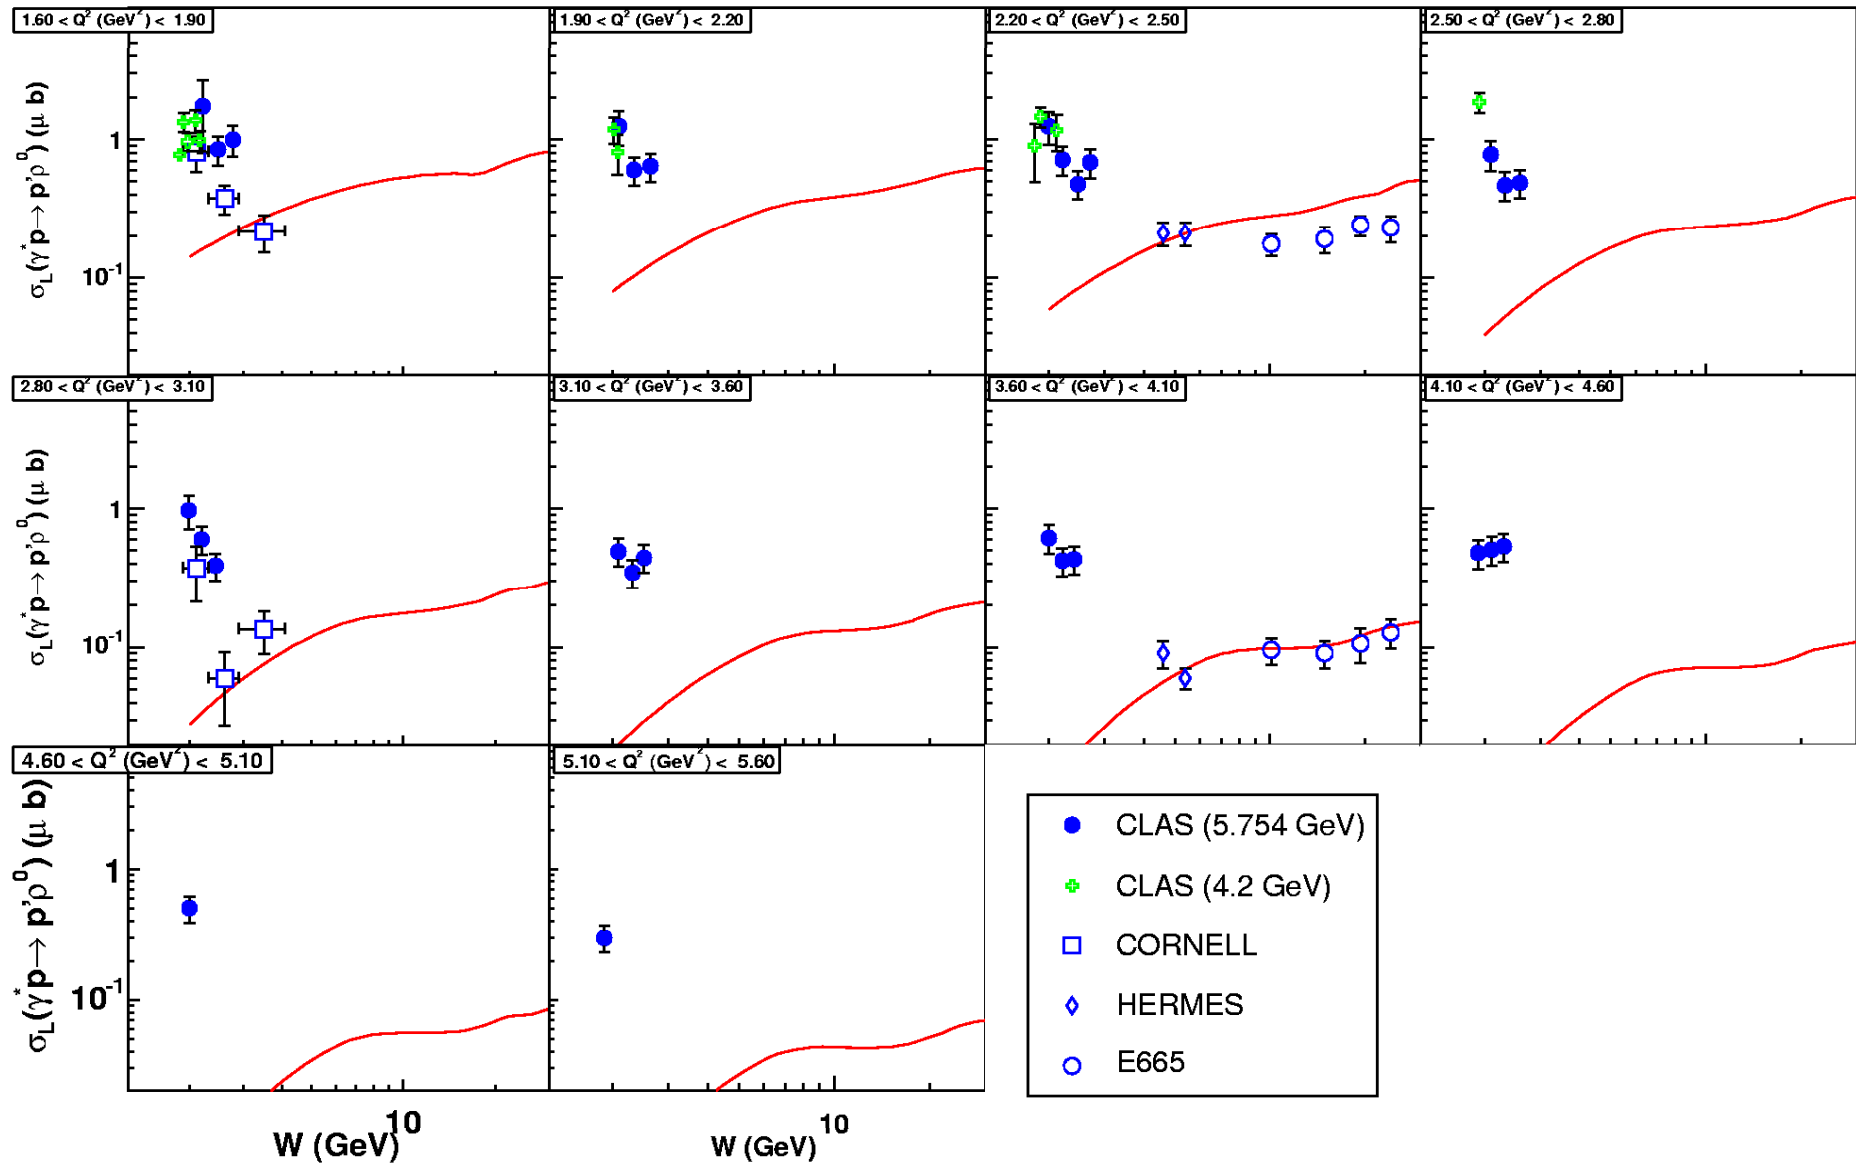 1.60 < Q² (GeV²) < 1.90
1.90 < Q² (GeV²) < 2.20
2.20 < Q² (GeV²) < 2.50
2.50 < Q² (GeV²) < 2.80
σL(γ*p→ p'ρ⁰) (μ b)
1
10⁻¹
2.80 < Q² (GeV²) < 3.10
3.10 < Q² (GeV²) < 3.60
3.60 < Q² (GeV²) < 4.10
4.10 < Q² (GeV²) < 4.60
σL(γ*p→ p'ρ⁰) (μ b)
1
10⁻¹
4.60 < Q² (GeV²) < 5.10
5.10 < Q² (GeV²) < 5.60
σL(γ*p→ p'ρ⁰) (μ b)
1
10⁻¹
CLAS (5.754 GeV)
CLAS (4.2 GeV)
CORNELL
HERMES
E665
10
W (GeV)
10
W (GeV)